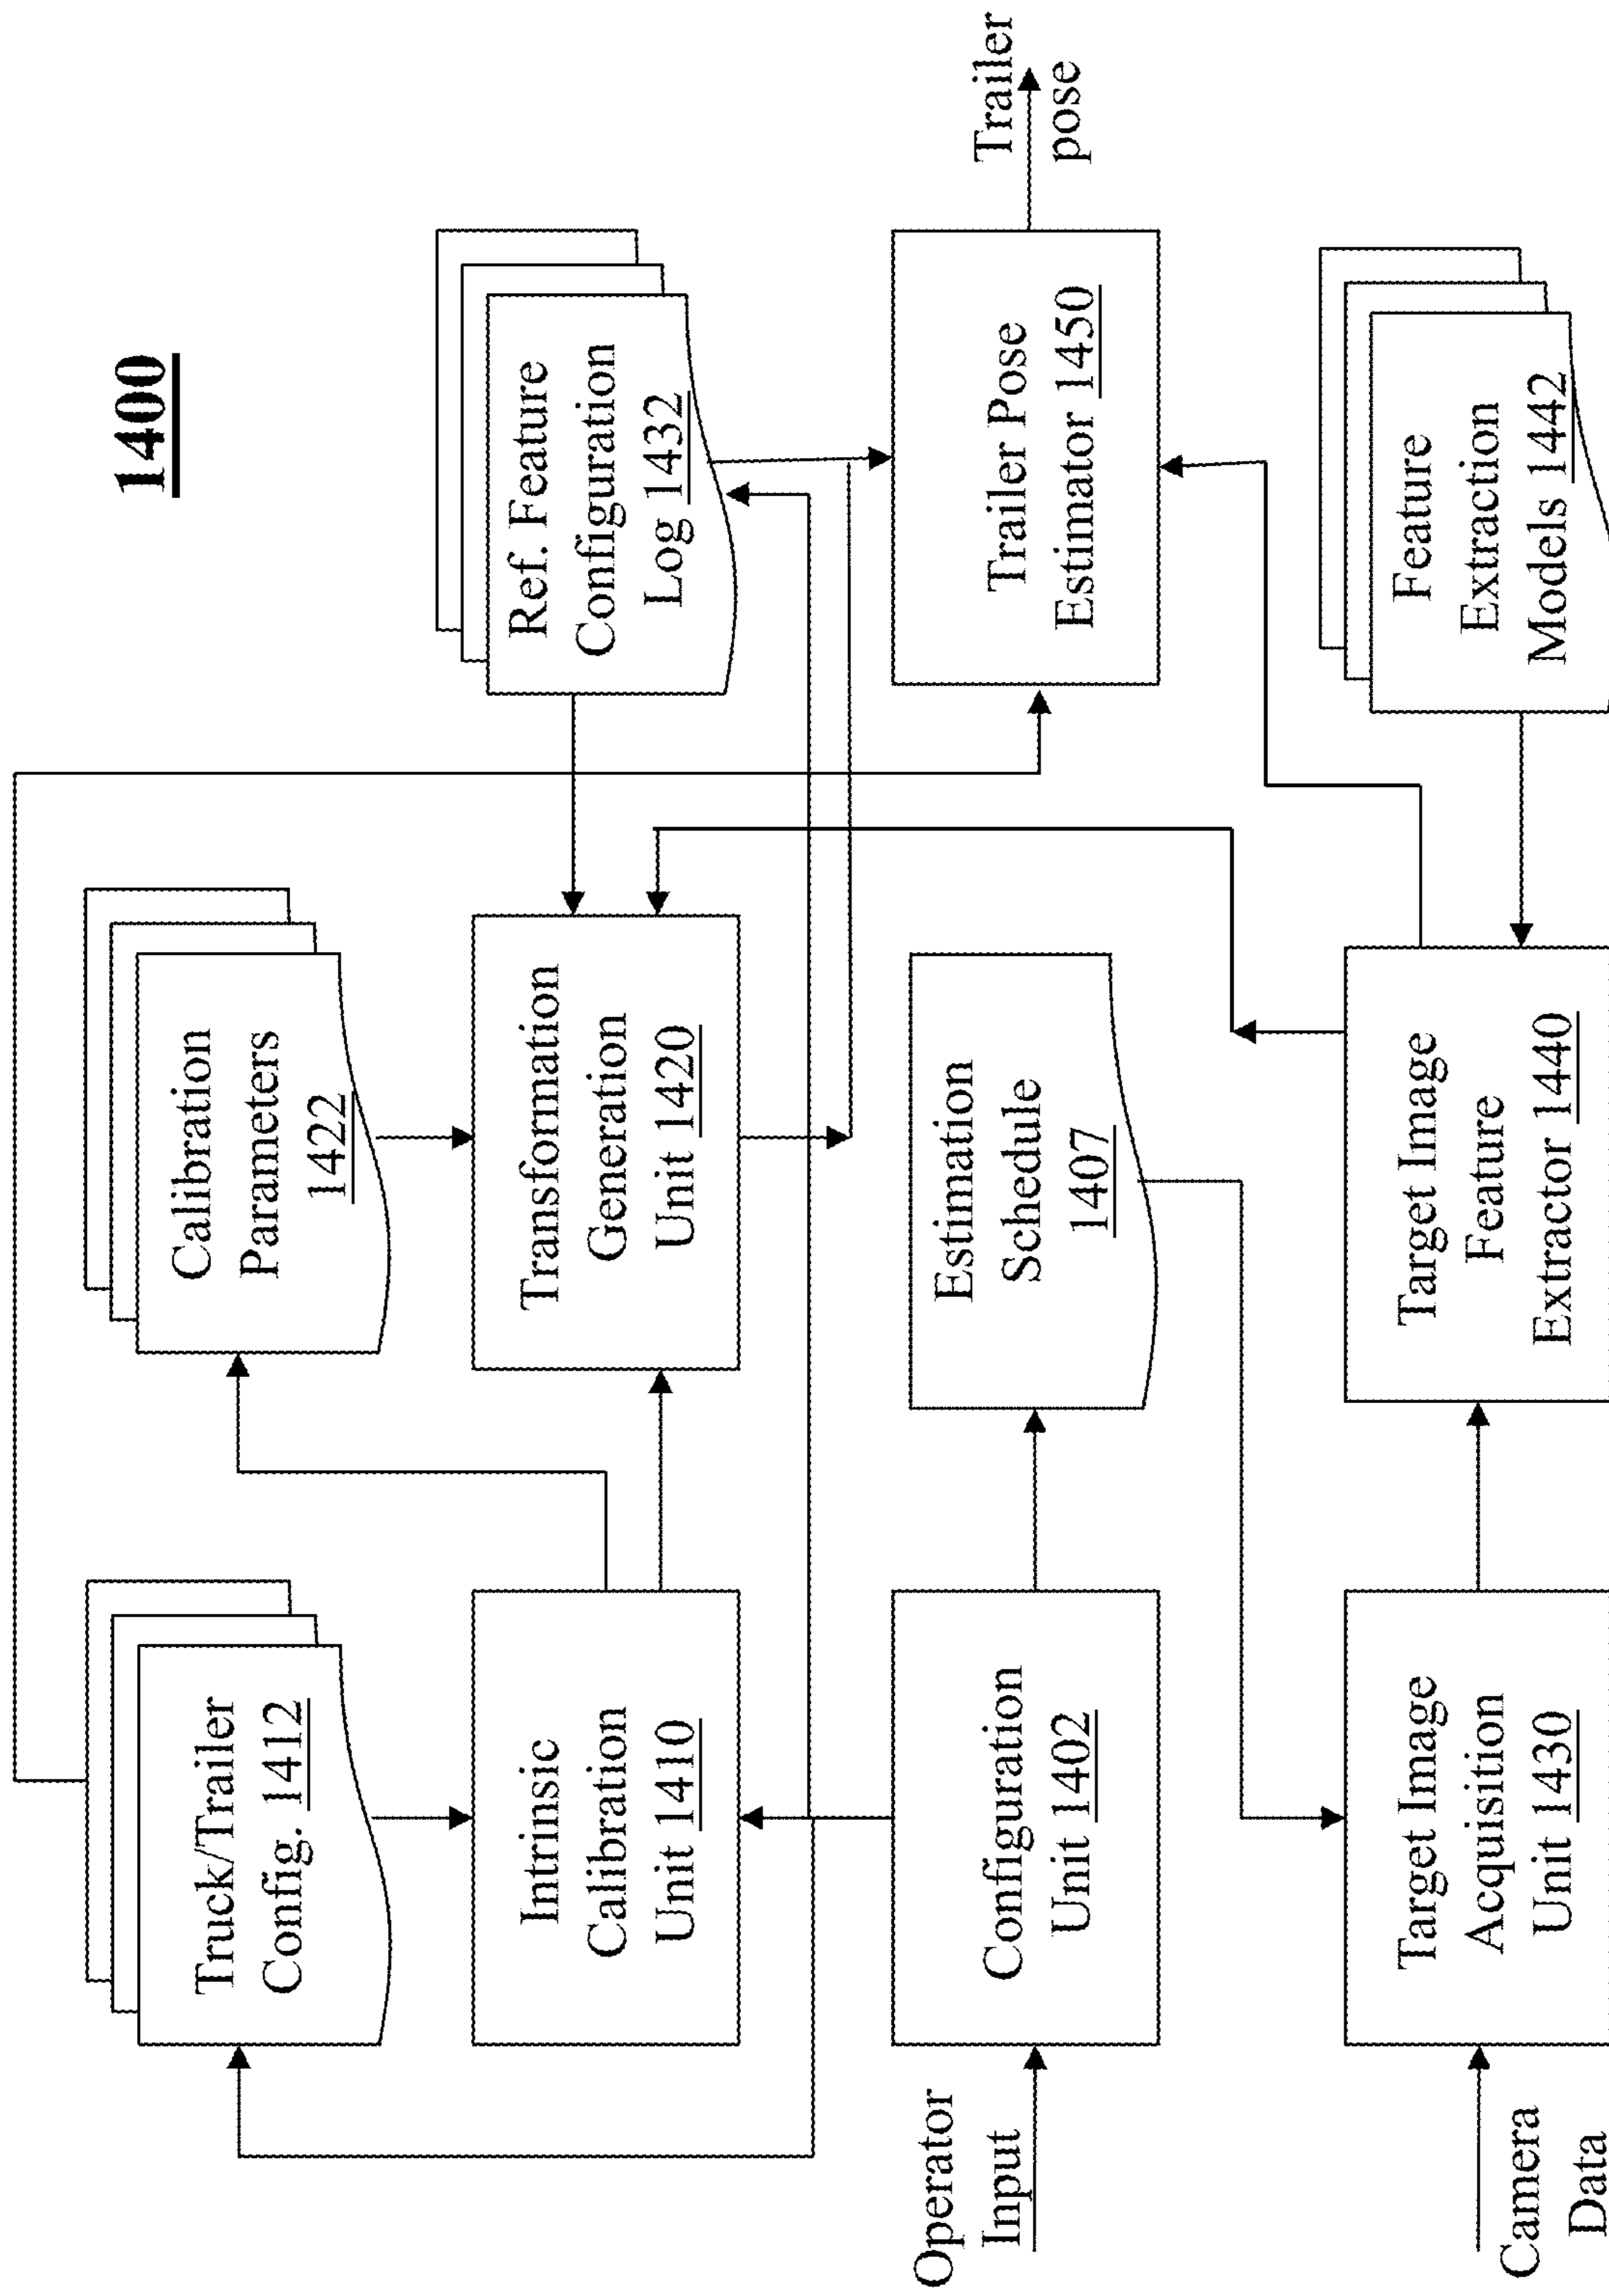 1400
Truck/Trailer
Config. 1412
Calibration
Parameters
1422
Ref. Feature
Configuration
Log 1432
Intrinsic
Calibration
Unit 1410
Transformation
Generation
Unit 1420
Operator
Input
Configuration
Unit 1402
Estimation
Schedule
1407
Trailer Pose
Estimator 1450
Trailer
pose
Camera
Data
Target Image
Acquisition
Unit 1430
Target Image
Feature
Extractor 1440
Feature
Extraction
Models 1442